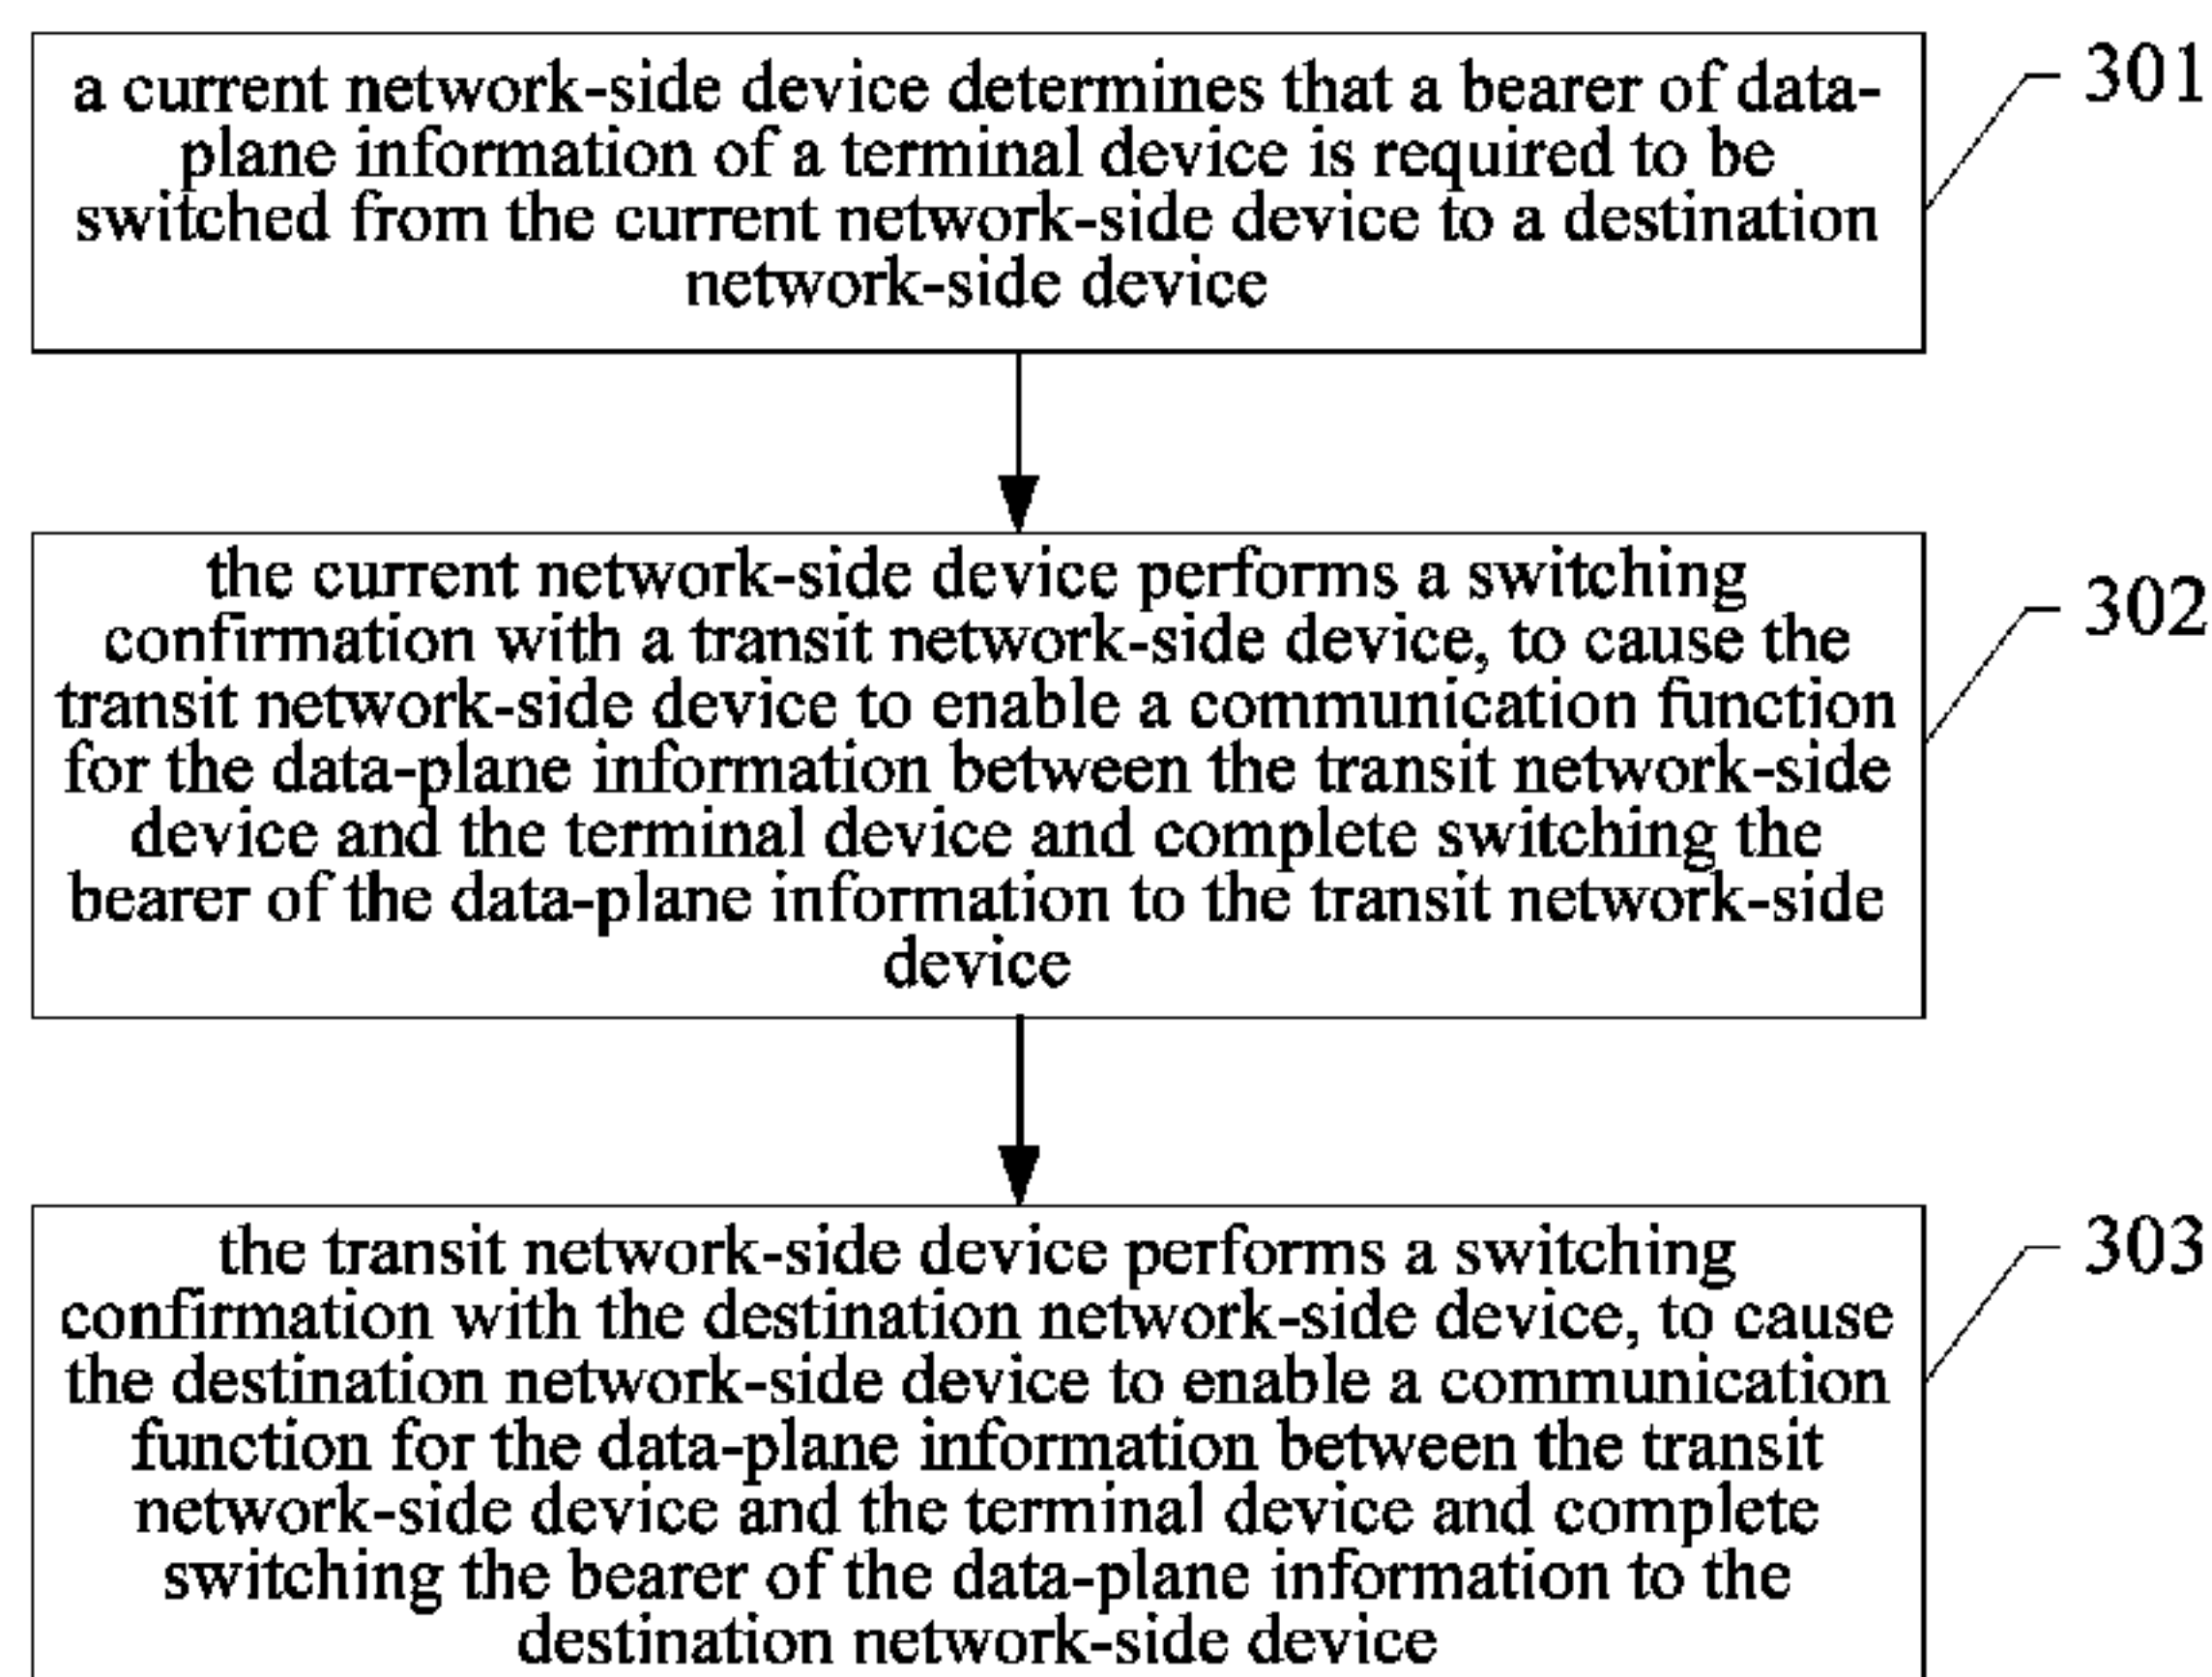 a current network-side device determines that a bearer of data-
plane information of a terminal device is required to be
switched from the current network-side device to a destination
network-side device
301
the current network-side device performs a switching
confirmation with a transit network-side device, to cause the
transit network-side device to enable a communication function
for the data-plane information between the transit network-side
device and the terminal device and complete switching the
bearer of the data-plane information to the transit network-side
device
302
the transit network-side device performs a switching
confirmation with the destination network-side device, to cause
the destination network-side device to enable a communication
function for the data-plane information between the transit
network-side device and the terminal device and complete
switching the bearer of the data-plane information to the
destination network-side device
303